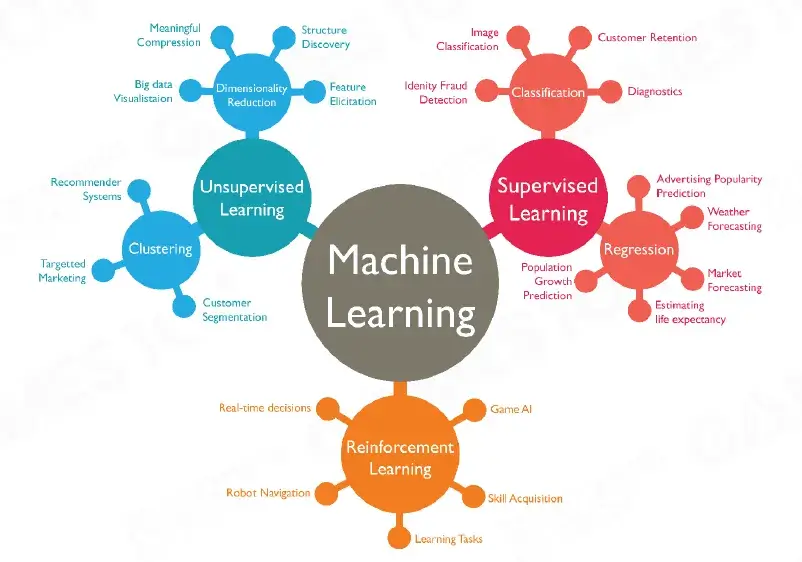 Meaningful
Compression
Structure
Discovery
Big data
Visualistaion
Dimensionality
Reduction
Feature
Elicitation
Unsupervised
Learning
Recommender
Systems
Clustering
Targetted
Marketing
Customer
Segmentation
Image
Classification
Customer Retention
Idenity Fraud
Detection
Classification
Diagnostics
Supervised
Learning
Advertising Popularity
Prediction
Weather
Forecasting
Regression
Population
Growth
Prediction
Market
Forecasting
Estimating
life expectancy
Machine
Learning
Real-time decisions
Game AI
Reinforcement
Learning
Robot Navigation
Skill Acquisition
Learning Tasks